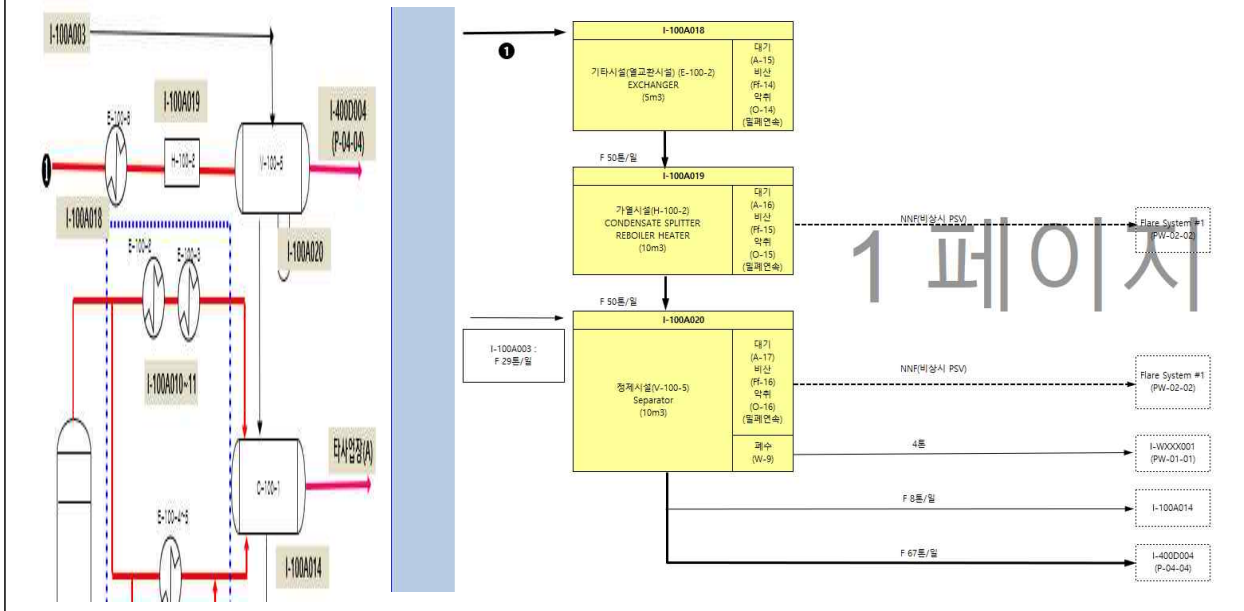 I-100A003
I-100A019
I-400D004
(P-04-04)
E-100-8
H-100-2
V-100-5
❶
I-100A018
I-100A020
E-100-2
E-100-3
I-100A010~11
타사업장(A)
E-100-4~5
I-100A014
❶
I-100A018
기타시설(열교환시설) (E-100-2)
EXCHANGER
(5m3)
대기
(A-15)
비산
(Ff-14)
악취
(O-14)
(밀폐연속)
F 50톤/일
I-100A019
가열시설(H-100-2)
CONDENSATE SPLITTER
REBOILER HEATER
(10m3)
대기
(A-16)
비산
(Ff-15)
악취
(O-15)
(밀폐연속)
NNF(비상시 PSV)
Flare System #1
(PW-02-02)
1 페이지
F 50톤/일
I-100A003 :
F 29톤/일
I-100A020
정제시설(V-100-5)
Separator
(10m3)
대기
(A-17)
비산
(Ff-16)
악취
(O-16)
(밀폐연속)
NNF(비상시 PSV)
Flare System #1
(PW-02-02)
폐수
(W-9)
4톤
I-WXXX001
(PW-01-01)
F 8톤/일
I-100A014
F 67톤/일
I-400D004
(P-04-04)